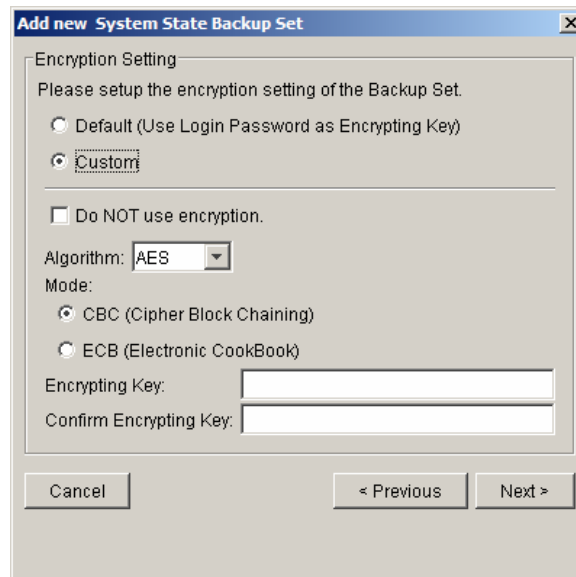 Add new System State Backup Set
Encryption Setting
Please setup the encryption setting of the Backup Set.
Default (Use Login Password as Encrypting Key)
Custom
Do NOT use encryption.
Algorithm: AES
Mode:
CBC (Cipher Block Chaining)
ECB (Electronic CookBook)
Encrypting Key:
Confirm Encrypting Key:
Cancel < Previous Next >